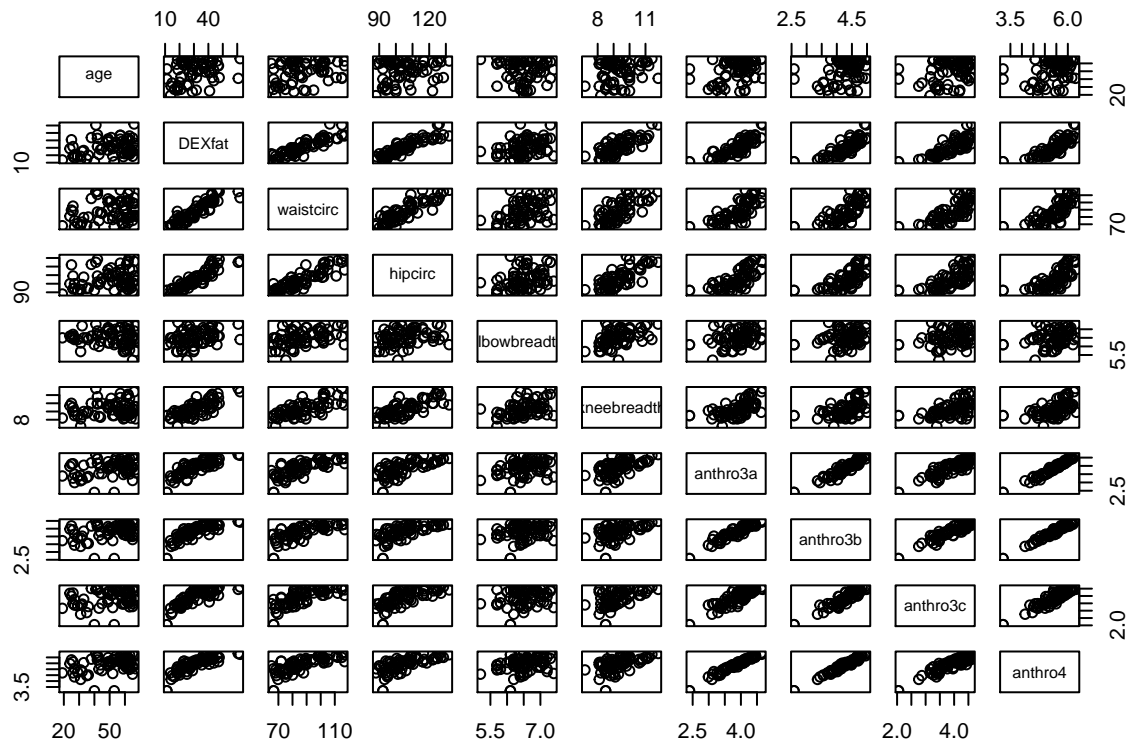 10 40 90 120 8 11 2.5 4.5 3.5 6.0
age 20
10 DEXfat
waistcirc 70
90 hipcirc
lbowbreadt 5.5
8 kneebreadth
anthro3a 2.5
2.5 anthro3b
anthro3c 2.0
3.5 anthro4
20 50 70 110 5.5 7.0 2.5 4.0 2.0 4.0